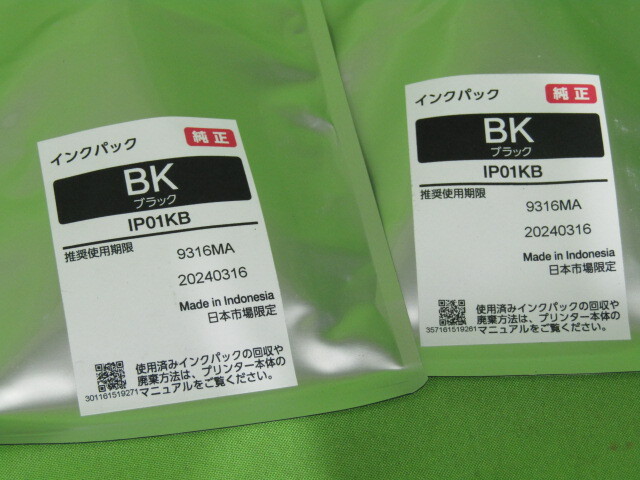 インクパック 純正
BK
ブラック
IP01KB
推奨使用期限
9316MA
20240316
Made in Indonesia
日本市場限定
使用済みインクパックの回収や
廃棄方法は、プリンター本体の
301161519271 マニュアルをご覧ください。
インクパック 純正
BK
ブラック
IP01KB
推奨使用期限
9316MA
20240316
Made in Indonesia
日本市場限定
使用済みインクパックの回収や
廃棄方法は、プリンター本体の
357161519261 マニュアルをご覧ください。